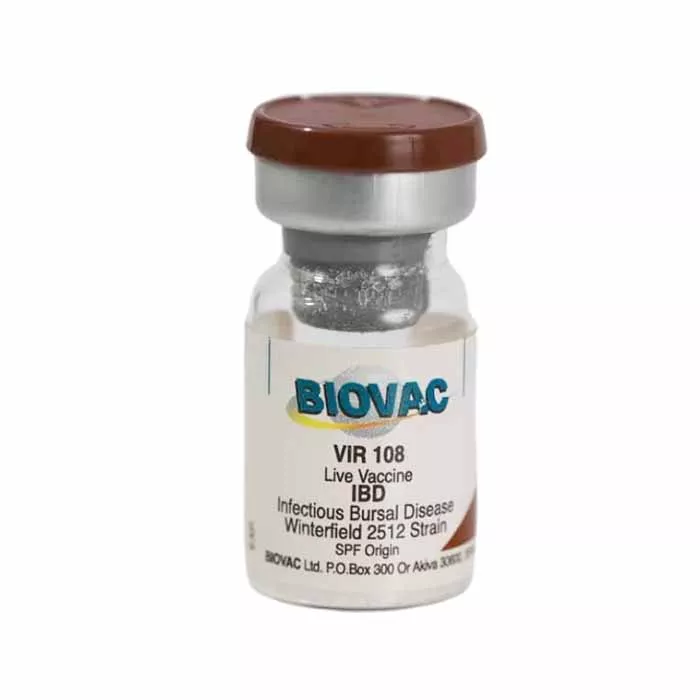 BIOVAC
VIR 108
Live Vaccine
IBD
Infectious Bursal Disease
Winterfield 2512 Strain
SPF Origin
BIOVAC Ltd. P.O.Box 300 Or Akiva 30600,